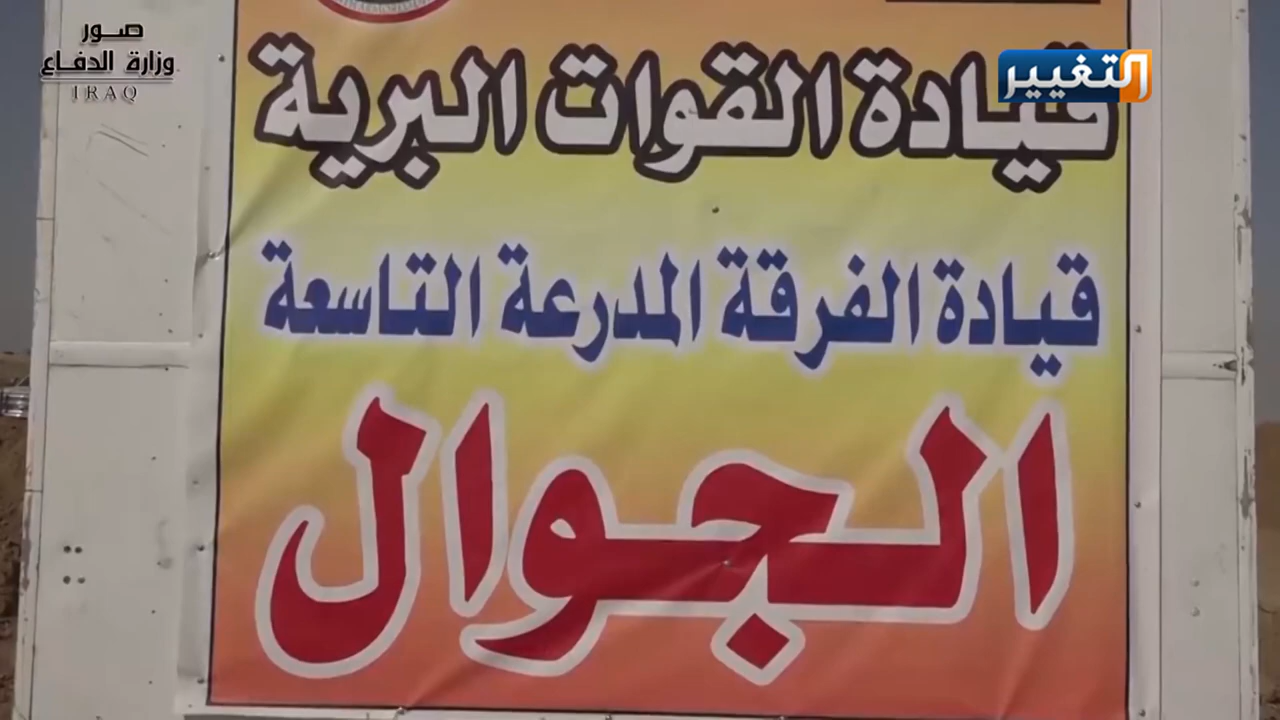 صور
وزارة الدفاع
IRAQ
التغيير
قيادة القوات البرية
قيادة الفرقة المدرعة التاسعة
الجوال